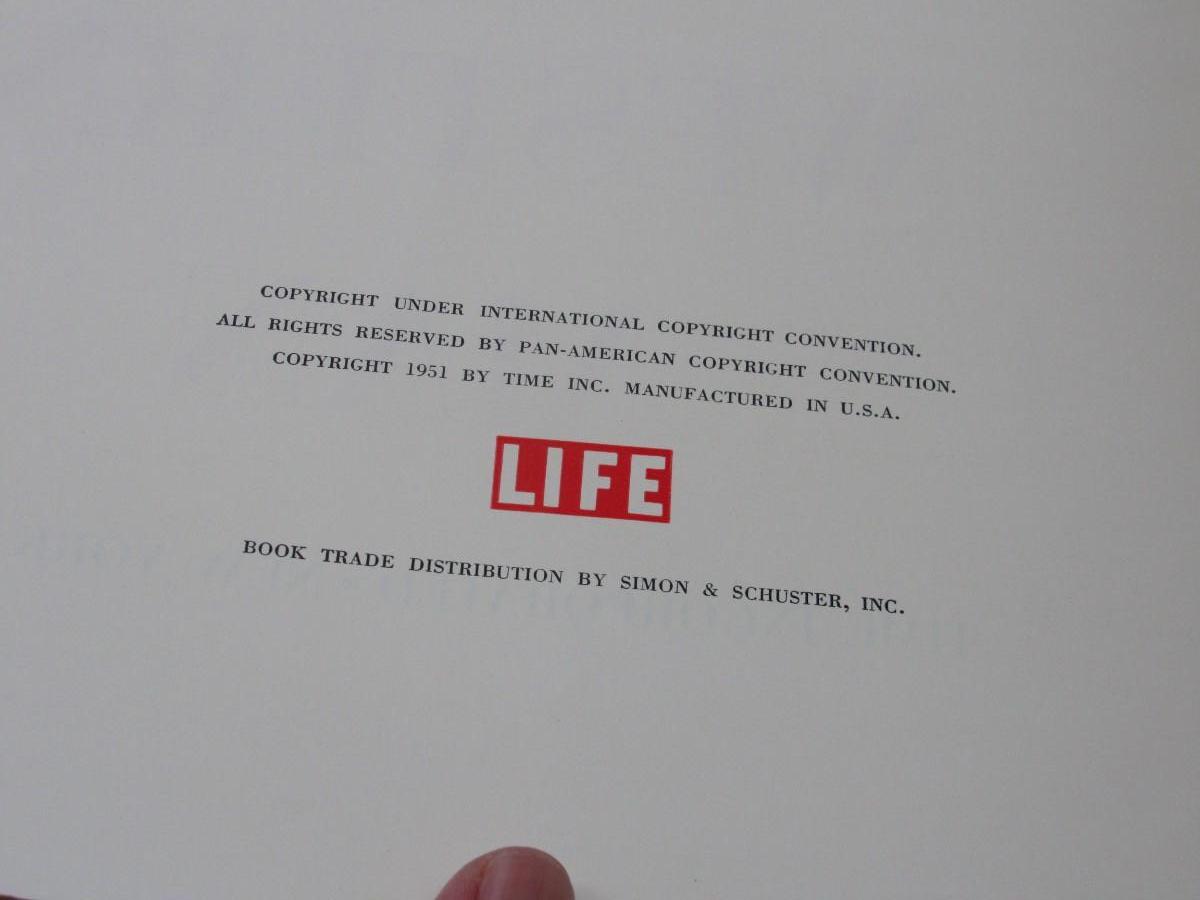 COPYRIGHT UNDER INTERNATIONAL COPYRIGHT CONVENTION.
ALL RIGHTS RESERVED BY PAN-AMERICAN COPYRIGHT CONVENTION.
COPYRIGHT 1951 BY TIME INC. MANUFACTURED IN U.S.A.
LIFE
BOOK TRADE DISTRIBUTION BY SIMON & SCHUSTER, INC.